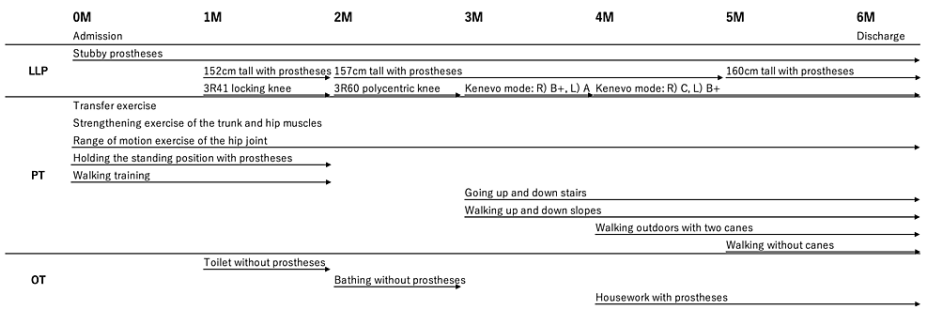 0M 1M 2M 3M 4M 5M 6M
Admission Discharge
LLP
Stubby prostheses
152cm tall with prostheses 157cm tall with prostheses 160cm tall with prostheses
3R41 locking knee 3R60 polycentric knee Kenevo mode: R) B+, L) A Kenevo mode: R) C, L) B+
PT
Transfer exercise
Strengthening exercise of the trunk and hip muscles
Range of motion exercise of the hip joint
Holding the standing position with prostheses
Walking training
Going up and down stairs
Walking up and down slopes
Walking outdoors with two canes
Walking without canes
OT
Toilet without prostheses
Bathing without prostheses
Housework with prostheses